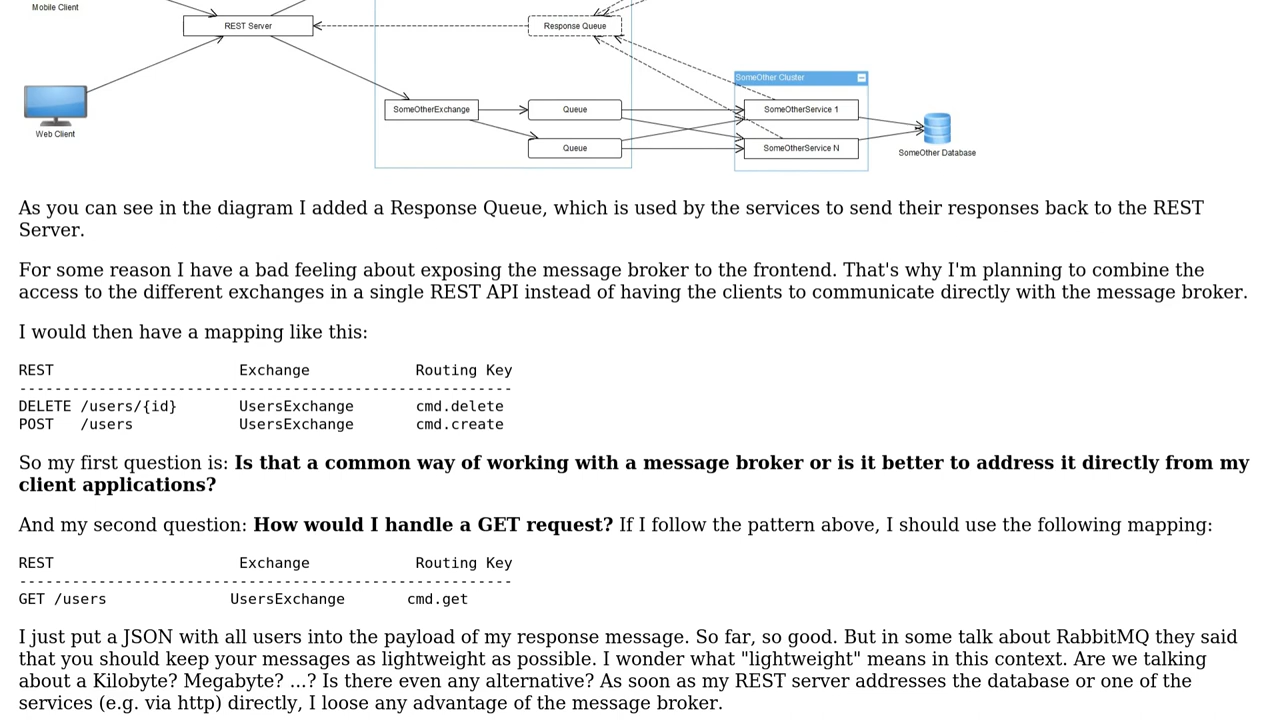 Mobile Client
REST Server
Response Queue
SomeOther Cluster
SomeOtherExchange
Queue
SomeOtherService 1
Web Client
Queue
SomeOtherService N
SomeOther Database
As you can see in the diagram I added a Response Queue, which is used by the services to send their responses back to the REST
Server.
For some reason I have a bad feeling about exposing the message broker to the frontend. That's why I'm planning to combine the
access to the different exchanges in a single REST API instead of having the clients to communicate directly with the message broker.
I would then have a mapping like this:
REST                     Exchange            Routing Key
--------------------------------------------------------
DELETE /users/{id}       UsersExchange       cmd.delete
POST   /users            UsersExchange       cmd.create
So my first question is: Is that a common way of working with a message broker or is it better to address it directly from my
client applications?
And my second question: How would I handle a GET request? If I follow the pattern above, I should use the following mapping:
REST                     Exchange            Routing Key
--------------------------------------------------------
GET /users              UsersExchange       cmd.get
I just put a JSON with all users into the payload of my response message. So far, so good. But in some talk about RabbitMQ they said
that you should keep your messages as lightweight as possible. I wonder what "lightweight" means in this context. Are we talking
about a Kilobyte? Megabyte? ...? Is there even any alternative? As soon as my REST server addresses the database or one of the
services (e.g. via http) directly, I loose any advantage of the message broker.